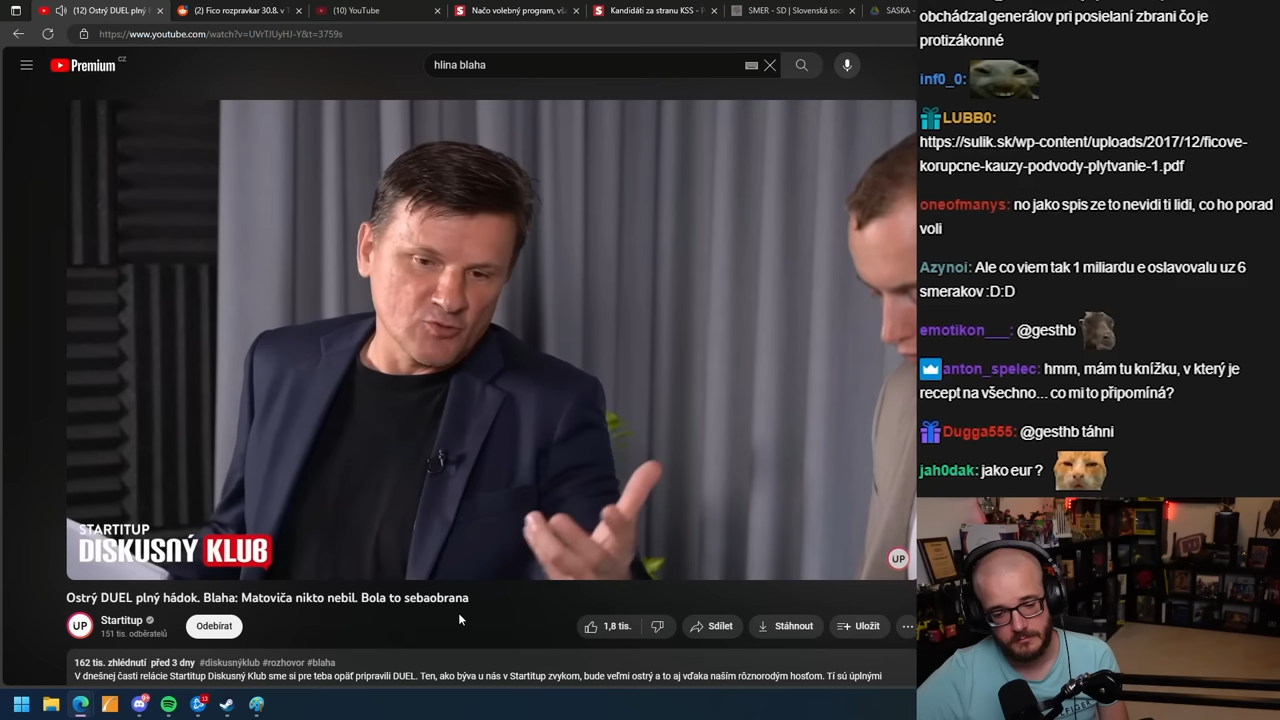 (12) Ostrý DUEL plný h
(2) Fico rozpravkar 30.8. v T
(10) YouTube
Načo volebný program, vš
Kandidáti za stranu KSS - P
SMER - SD | Slovenská soc
SASKA -
https://www.youtube.com/watch?v=UVrTJUyHJ-Y&t=3759s
Premium CZ
hlina blaha
STARTITUP
DISKUSNÝ KLUB
UP
Ostrý DUEL plný hádok. Blaha: Matoviča nikto nebil. Bola to sebaobrana
UP
Startitup
151 tis. odběratelů
Odebírat
1,8 tis.
Sdílet
Stáhnout
Uložit
162 tis. zhlédnutí před 3 dny #diskusnýklub #rozhovor #blaha
V dnešnej časti relácie Startitup Diskusný Klub sme si pre teba opäť pripravili DUEL. Ten, ako býva u nás v Startitup zvykom, bude veľmi ostrý a to aj vďaka našim rôznorodým hosťom. Tí sú úplnými
obchádzal generálov pri posielaní zbrani čo je
protizákonné
inf0_0:
LUBB0:
https://sulik.sk/wp-content/uploads/2017/12/ficove-
korupcne-kauzy-podvody-plytvanie-1.pdf
oneofmanys: no jako spis ze to nevidi ti lidi, co ho porad
voli
Azynoi: Ale co viem tak 1 miliardu e oslavovalu uz 6
smerakov :D:D
emotikon___: @gesthb
anton_spelec: hmm, mám tu knížku, v který je
recept na všechno... co mi to připomíná?
Dugga555: @gesthb táhni
jah0dak: jako eur ?